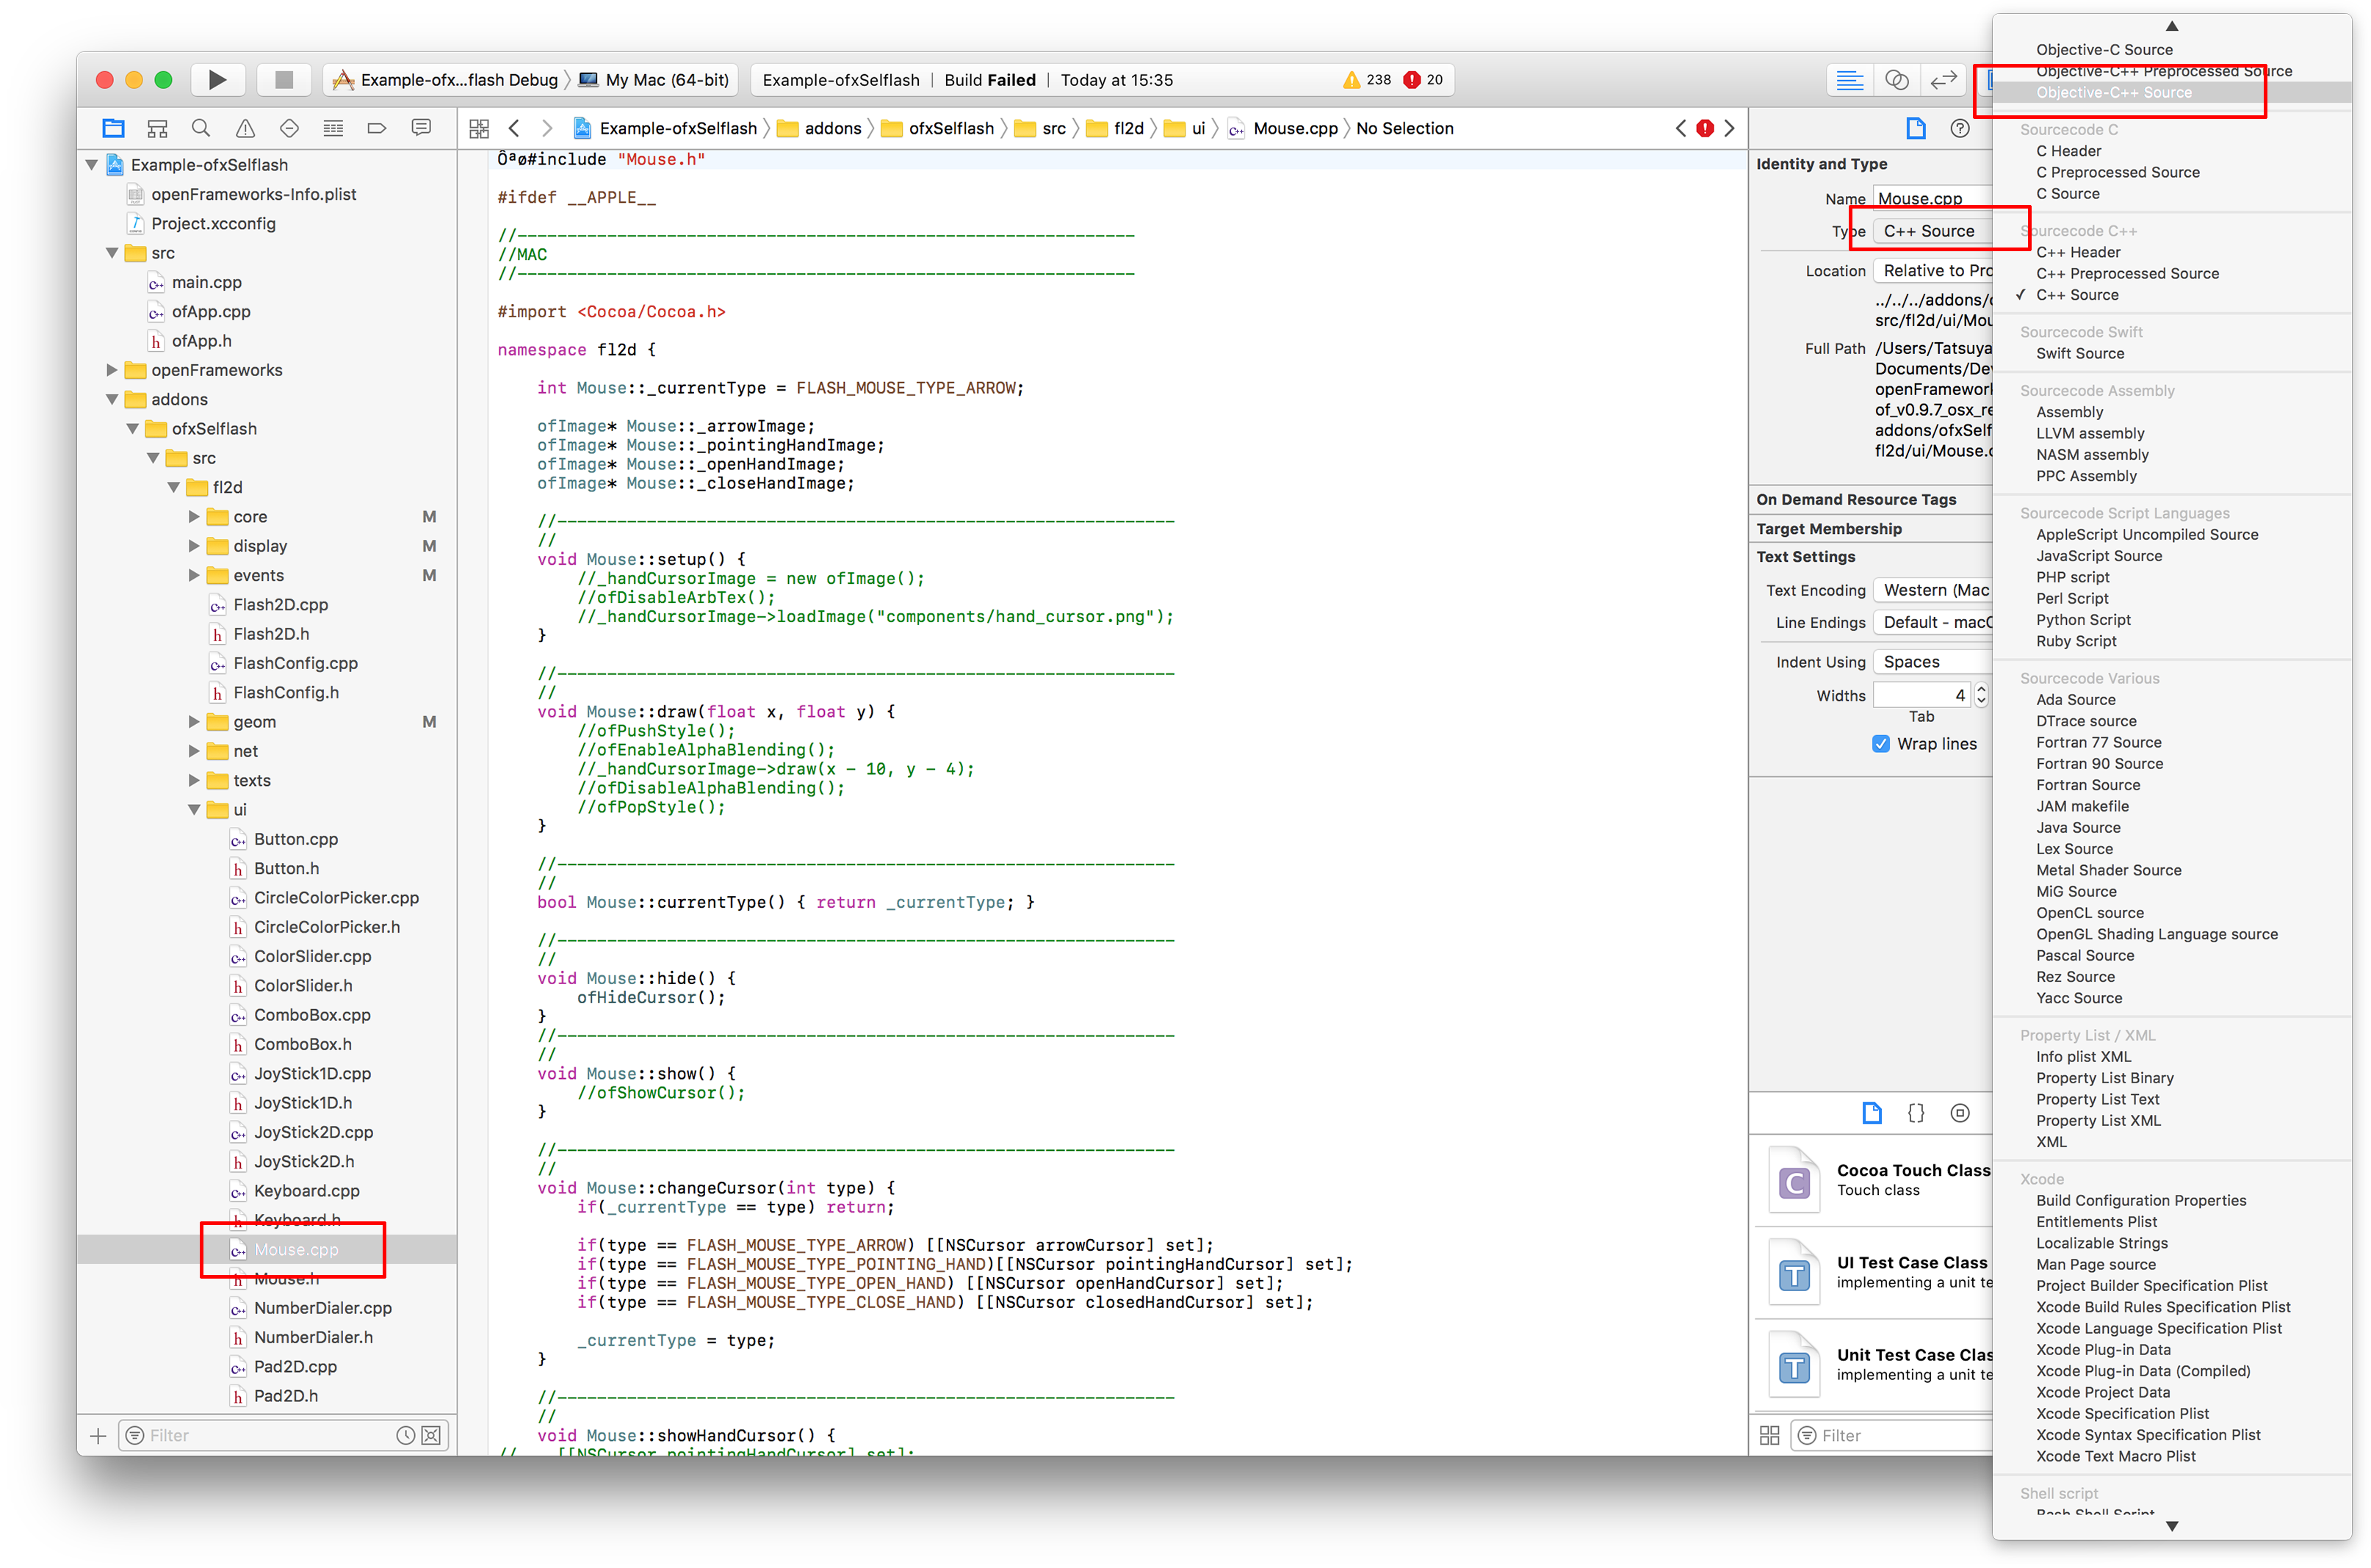 Example-ofx...flash Debug
My Mac (64-bit)
Example-ofxSelflash | Build Failed | Today at 15:35
238
20
Example-ofxSelflash
addons
ofxSelflash
src
fl2d
ui
Mouse.cpp
No Selection
Example-ofxSelflash
openFrameworks-Info.plist
Project.xcconfig
src
main.cpp
ofApp.cpp
ofApp.h
openFrameworks
addons
ofxSelflash
src
fl2d
core M
display M
events M
Flash2D.cpp
Flash2D.h
FlashConfig.cpp
FlashConfig.h
geom M
net
texts
ui
Button.cpp
Button.h
CircleColorPicker.cpp
CircleColorPicker.h
ColorSlider.cpp
ColorSlider.h
ComboBox.cpp
ComboBox.h
JoyStick1D.cpp
JoyStick1D.h
JoyStick2D.cpp
JoyStick2D.h
Keyboard.cpp
Keyboard.h
Mouse.cpp
Mouse.h
NumberDialer.cpp
NumberDialer.h
Pad2D.cpp
Pad2D.h
Filter
Ôªø#include "Mouse.h"
#ifdef __APPLE__
//--------------------------------------------------------------
//MAC
//--------------------------------------------------------------
#import <Cocoa/Cocoa.h>
namespace fl2d {
int Mouse::_currentType = FLASH_MOUSE_TYPE_ARROW;
ofImage* Mouse::_arrowImage;
ofImage* Mouse::_pointingHandImage;
ofImage* Mouse::_openHandImage;
ofImage* Mouse::_closeHandImage;
//--------------------------------------------------------------
//
void Mouse::setup() {
//_handCursorImage = new ofImage();
//ofDisableArbTex();
//_handCursorImage->loadImage("components/hand_cursor.png");
}
//--------------------------------------------------------------
//
void Mouse::draw(float x, float y) {
//ofPushStyle();
//ofEnableAlphaBlending();
//_handCursorImage->draw(x - 10, y - 4);
//ofDisableAlphaBlending();
//ofPopStyle();
}
//--------------------------------------------------------------
//
bool Mouse::currentType() { return _currentType; }
//--------------------------------------------------------------
//
void Mouse::hide() {
ofHideCursor();
}
//--------------------------------------------------------------
//
void Mouse::show() {
//ofShowCursor();
}
//--------------------------------------------------------------
//
void Mouse::changeCursor(int type) {
if(_currentType == type) return;
if(type == FLASH_MOUSE_TYPE_ARROW) [[NSCursor arrowCursor] set];
if(type == FLASH_MOUSE_TYPE_POINTING_HAND)[[NSCursor pointingHandCursor] set];
if(type == FLASH_MOUSE_TYPE_OPEN_HAND) [[NSCursor openHandCursor] set];
if(type == FLASH_MOUSE_TYPE_CLOSE_HAND) [[NSCursor closedHandCursor] set];
_currentType = type;
}
//--------------------------------------------------------------
//
void Mouse::showHandCursor() {
// [[NSCursor pointingHandCursor] set];
Identity and Type
Name Mouse.cpp
Type C++ Source
Location Relative to Pro
../../../addons/
src/fl2d/ui/Mou
Full Path /Users/Tatsuya
Documents/De
openFramework
of_v0.9.7_osx_re
addons/ofxSelf
fl2d/ui/Mouse.
On Demand Resource Tags
Target Membership
Text Settings
Text Encoding Western (Mac
Line Endings Default - mac
Indent Using Spaces
Widths 4
Tab
Wrap lines
Cocoa Touch Class
Touch class
UI Test Case Class
implementing a unit te
Unit Test Case Clas
implementing a unit te
Filter
Objective-C Source
Objective-C++ Preprocessed Source
Objective-C++ Source
Sourcecode C
C Header
C Preprocessed Source
C Source
Sourcecode C++
C++ Header
C++ Preprocessed Source
✓ C++ Source
Sourcecode Swift
Swift Source
Sourcecode Assembly
Assembly
LLVM assembly
NASM assembly
PPC Assembly
Sourcecode Script Languages
AppleScript Uncompiled Source
JavaScript Source
PHP script
Perl Script
Python Script
Ruby Script
Sourcecode Various
Ada Source
DTrace source
Fortran 77 Source
Fortran 90 Source
Fortran Source
JAM makefile
Java Source
Lex Source
Metal Shader Source
MiG Source
OpenCL source
OpenGL Shading Language source
Pascal Source
Rez Source
Yacc Source
Property List / XML
Info plist XML
Property List Binary
Property List Text
Property List XML
XML
Xcode
Build Configuration Properties
Entitlements Plist
Localizable Strings
Man Page source
Project Builder Specification Plist
Xcode Build Rules Specification Plist
Xcode Language Specification Plist
Xcode Plug-in Data
Xcode Plug-in Data (Compiled)
Xcode Project Data
Xcode Specification Plist
Xcode Syntax Specification Plist
Xcode Text Macro Plist
Shell script
Bash Shell Script